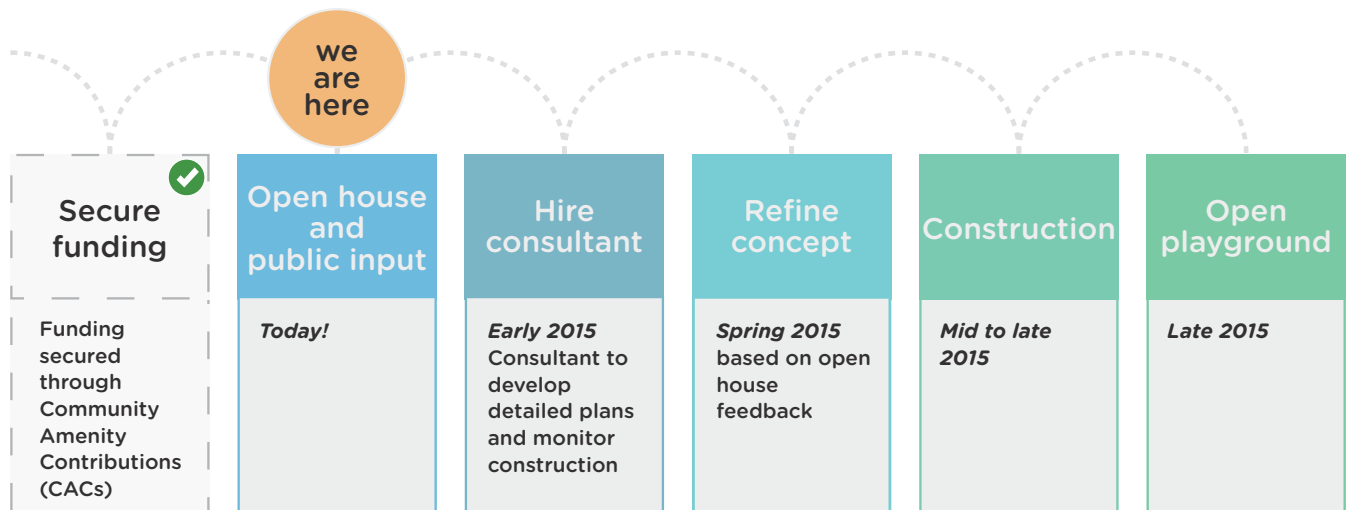 we
are
here
Secure
funding
Funding
secured
through
Community
Amenity
Contributions
(CACs)
Open house
and
public input
Today!
Hire
consultant
Early 2015
Consultant to
develop
detailed plans
and monitor
construction
Refine
concept
Spring 2015
based on open
house
feedback
Construction
Mid to late
2015
Open
playground
Late 2015